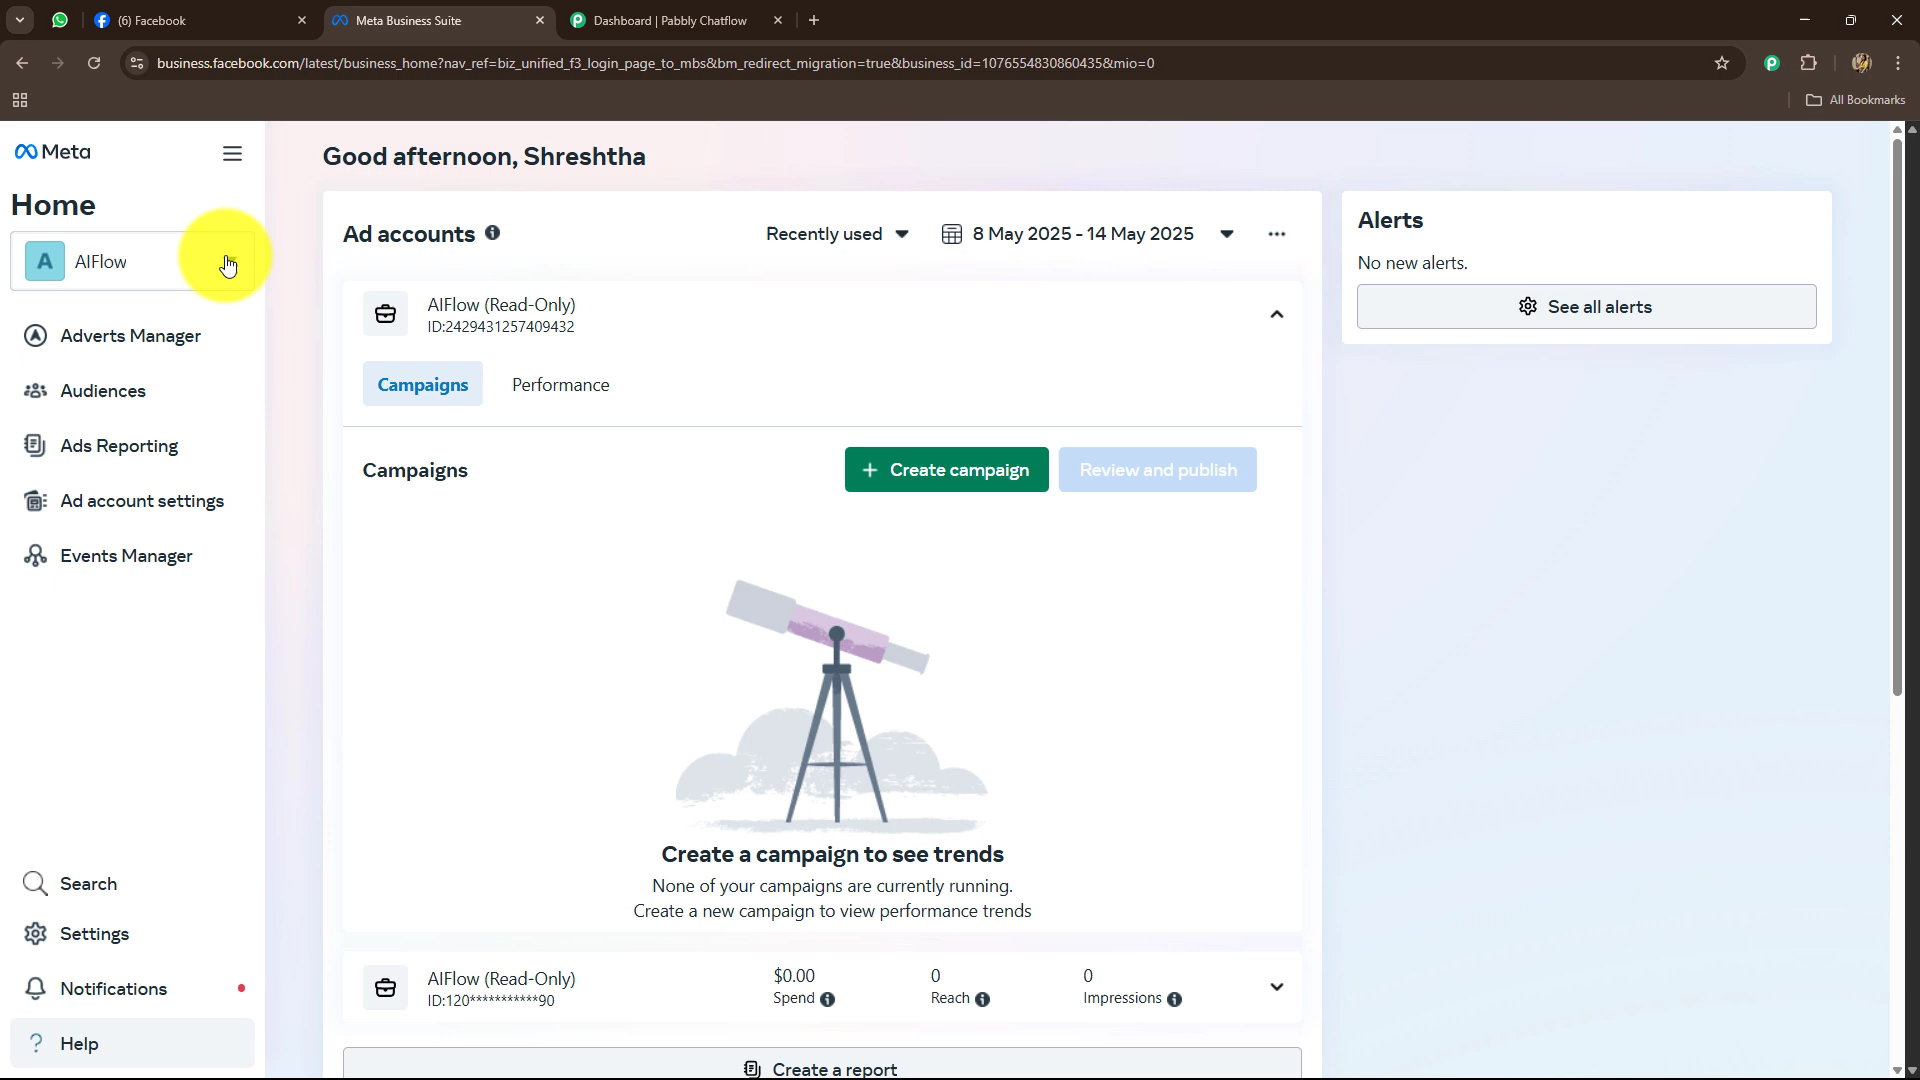 (6) Facebook
Meta Business Suite
Dashboard | Pabbly Chatflow
business.facebook.com/latest/business_home?nav_ref=biz_unified_f3_login_page_to_mbs&bm_redirect_migration=true&business_id=1076554830860435&mio=0
All Bookmarks
Meta
Home
A AIFlow
Adverts Manager
Audiences
Ads Reporting
Ad account settings
Events Manager
Search
Settings
Notifications
? Help
Good afternoon, Shreshtha
Ad accounts
Recently used
8 May 2025 - 14 May 2025
AIFlow (Read-Only)
ID:2429431257409432
Campaigns Performance
Campaigns
+ Create campaign
Review and publish
Create a campaign to see trends
None of your campaigns are currently running.
Create a new campaign to view performance trends
AIFlow (Read-Only)
ID:120***********90
$0.00
Spend
0
Reach
0
Impressions
Create a report
Alerts
No new alerts.
See all alerts